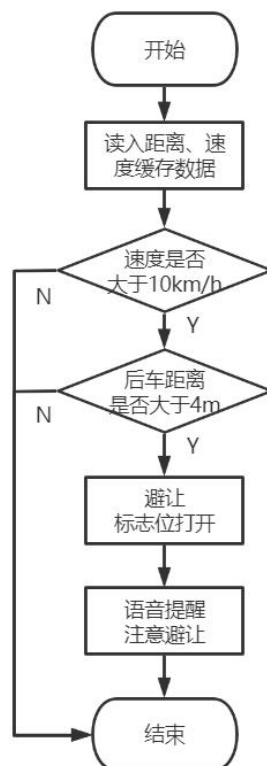 开始
读入距离、速
度缓存数据
速度是否
大于10km/h
N
Y
后车距离
是否大于4m
N
Y
避让
标志位打开
语音提醒
注意避让
结束